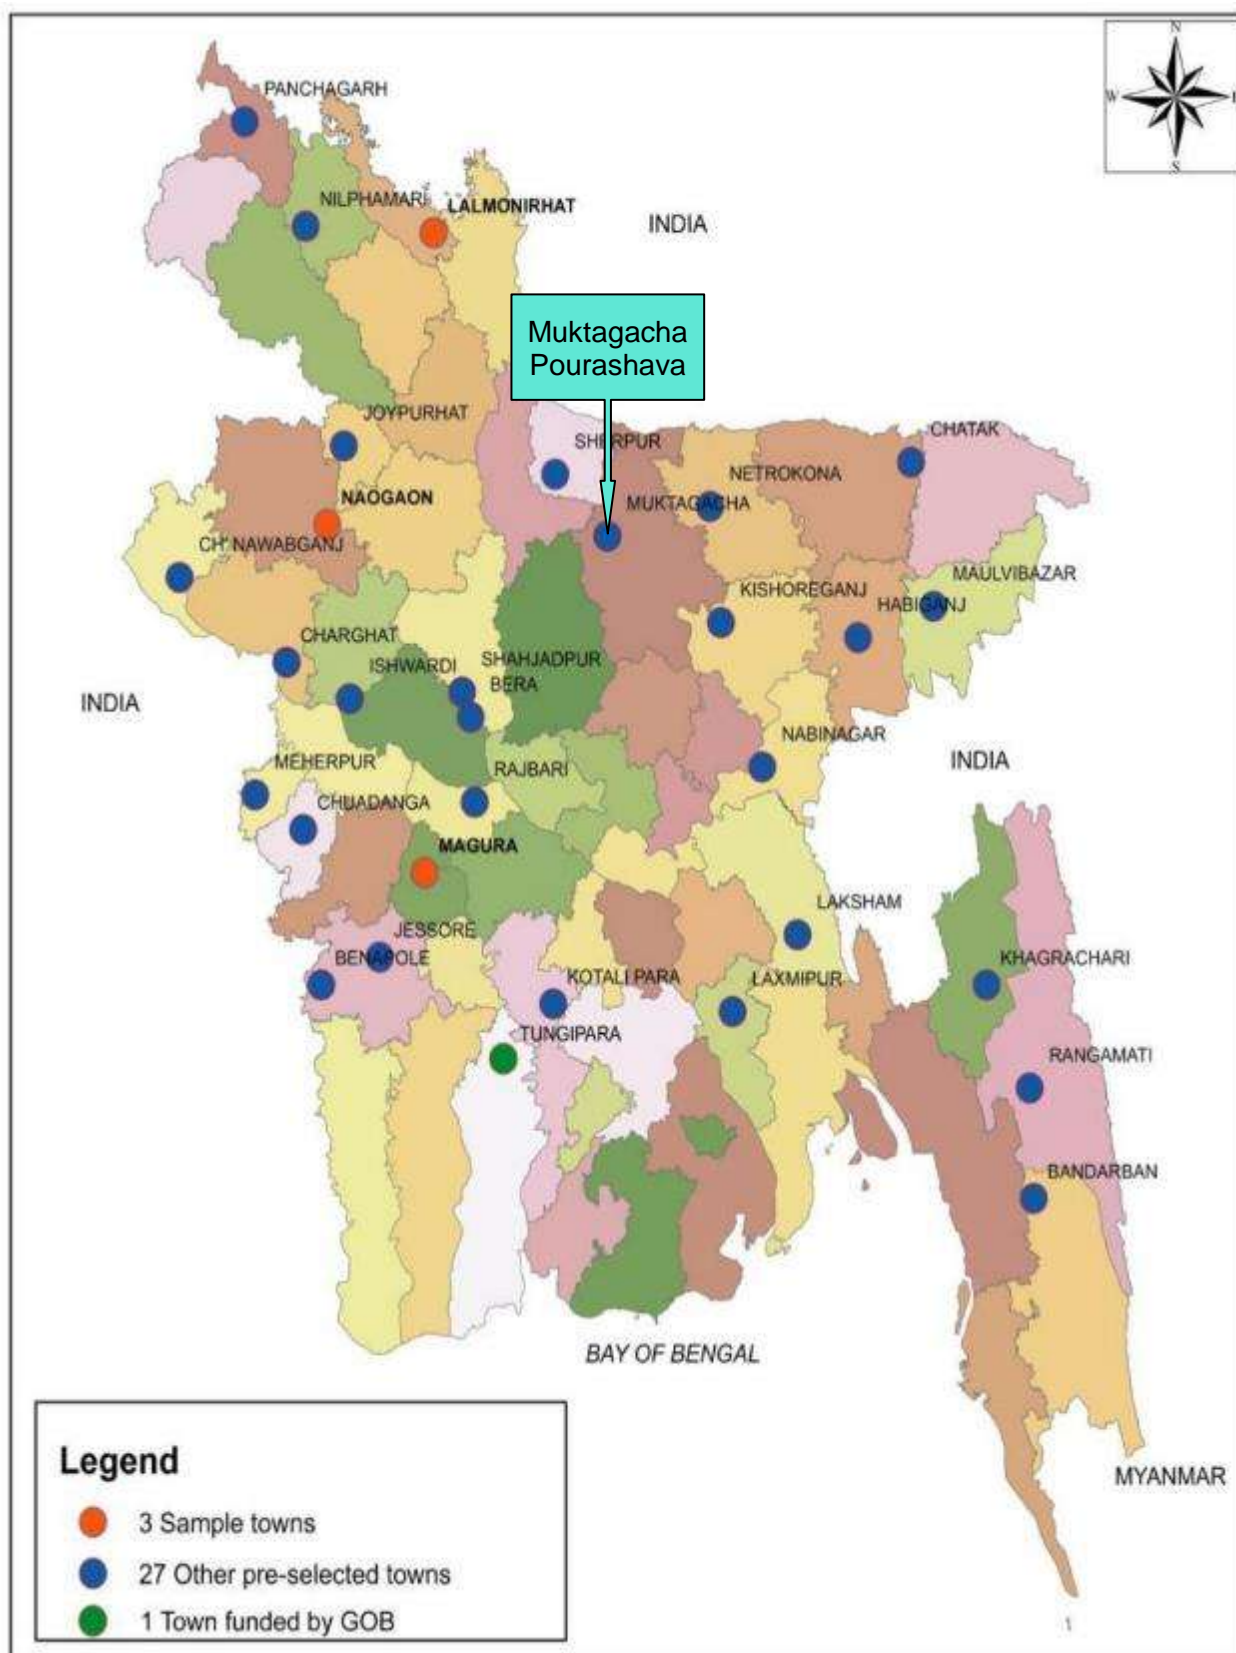 N
W
E
S
PANCHAGARH
NILPHAMARI
LALMONIRHAT
INDIA
Muktagacha
Pourashava
JOYPURHAT
SHERPUR
CHATAK
NETROKONA
NAOGAON
MUKTAGACHA
CH' NAWABGANJ
MAULVIBAZAR
KISHOREGANJ
HABIGANJ
CHARGHAT
ISHWARDI
SHAHJADPUR
BERA
INDIA
NABINAGAR
INDIA
MEHERPUR
RAJBARI
CHUADANGA
MAGURA
LAKSHAM
JESSORE
BENAPOLE
KHAGRACHARI
KOTALI PARA
LAXMIPUR
TUNGIPARA
RANGAMATI
BANDARBAN
BAY OF BENGAL
MYANMAR
Legend
3 Sample towns
27 Other pre-selected towns
1 Town funded by GOB
1